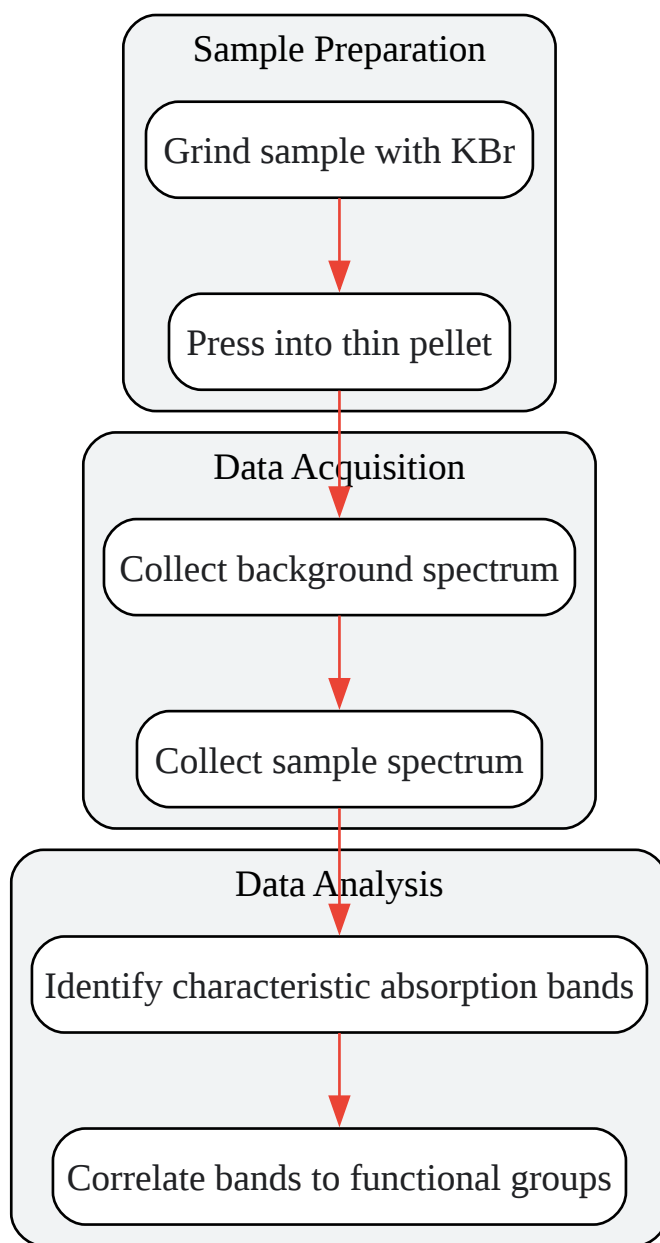 Sample Preparation
Grind sample with KBr
Press into thin pellet
Data Acquisition
Collect background spectrum
Collect sample spectrum
Data Analysis
Identify characteristic absorption bands
Correlate bands to functional groups